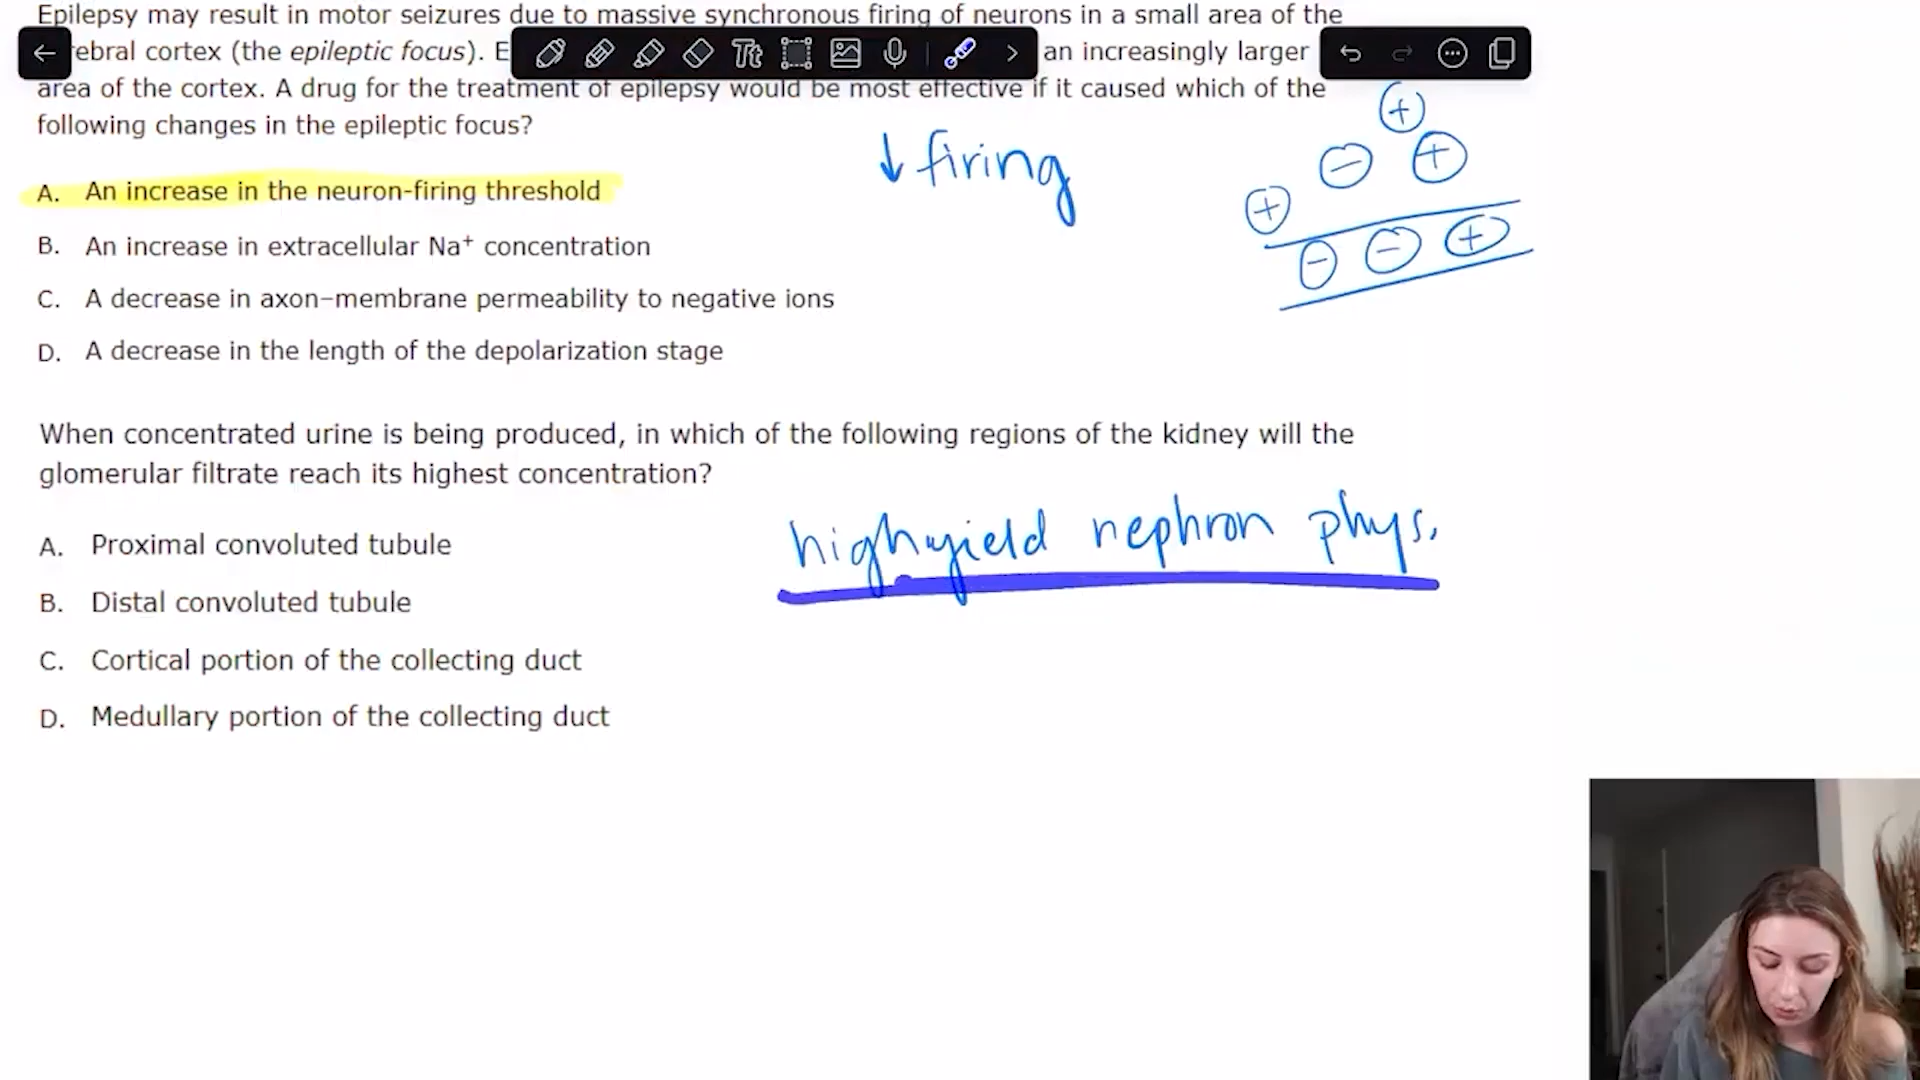 Epilepsy may result in motor seizures due to massive synchronous firing of neurons in a small area of the
rebral cortex (the epileptic focus). E an increasingly larger
area of the cortex. A drug for the treatment of epilepsy would be most effective if it caused which of the
following changes in the epileptic focus?
↓ firing
A. An increase in the neuron-firing threshold
B. An increase in extracellular Na⁺ concentration
C. A decrease in axon–membrane permeability to negative ions
D. A decrease in the length of the depolarization stage
+
- +
+
- - +
When concentrated urine is being produced, in which of the following regions of the kidney will the
glomerular filtrate reach its highest concentration?
high yield nephron phys.
A. Proximal convoluted tubule
B. Distal convoluted tubule
C. Cortical portion of the collecting duct
D. Medullary portion of the collecting duct